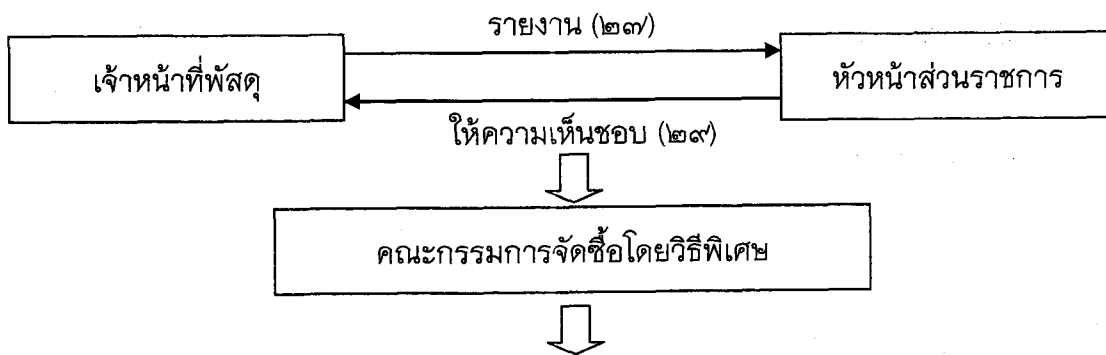 รายงาน (๒๗)
เจ้าหน้าที่พัสดุ
หัวหน้าส่วนราชการ
ให้ความเห็นชอบ (๒๙)
คณะกรรมการจัดซื้อโดยวิธีพิเศษ